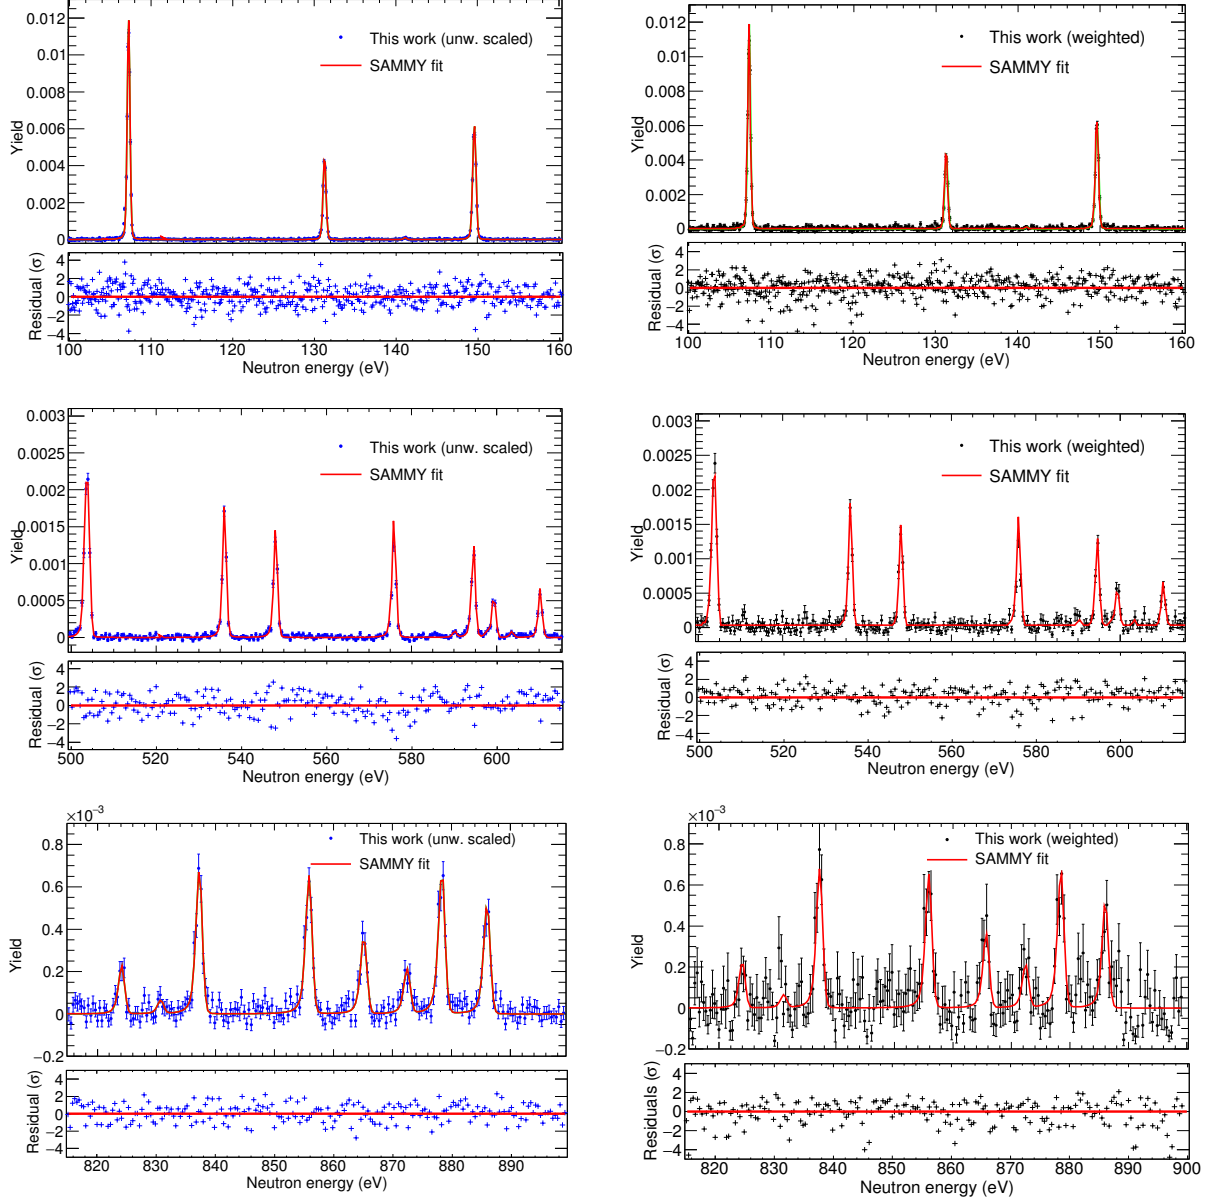 0.012
0.01
0.008
0.006
0.004
0.002
0
Yield
This work (unw. scaled)
SAMMY fit
4
2
0
−2
−4
Residual (σ)
100 110 120 130 140 150 160
Neutron energy (eV)
0.012
0.01
0.008
0.006
0.004
0.002
0
Yield
This work (weighted)
SAMMY fit
4
2
0
−2
−4
Residual (σ)
100 110 120 130 140 150 160
Neutron energy (eV)
0.003
0.0025
0.002
0.0015
0.001
0.0005
0
Yield
This work (unw. scaled)
SAMMY fit
4
2
0
−2
−4
Residual (σ)
500 520 540 560 580 600
Neutron energy (eV)
0.003
0.0025
0.002
0.0015
0.001
0.0005
0
Yield
This work (weighted)
SAMMY fit
4
2
0
−2
−4
Residual (σ)
500 520 540 560 580 600
Neutron energy (eV)
×10⁻³
0.8
0.6
0.4
0.2
0
−0.2
Yield
This work (unw. scaled)
SAMMY fit
4
2
0
−2
−4
Residual (σ)
820 830 840 850 860 870 880 890
Neutron energy (eV)
×10⁻³
0.8
0.6
0.4
0.2
0
−0.2
Yield
This work (weighted)
SAMMY fit
4
2
0
−2
−4
Residuals (σ)
820 830 840 850 860 870 880 890 900
Neutron energy (eV)